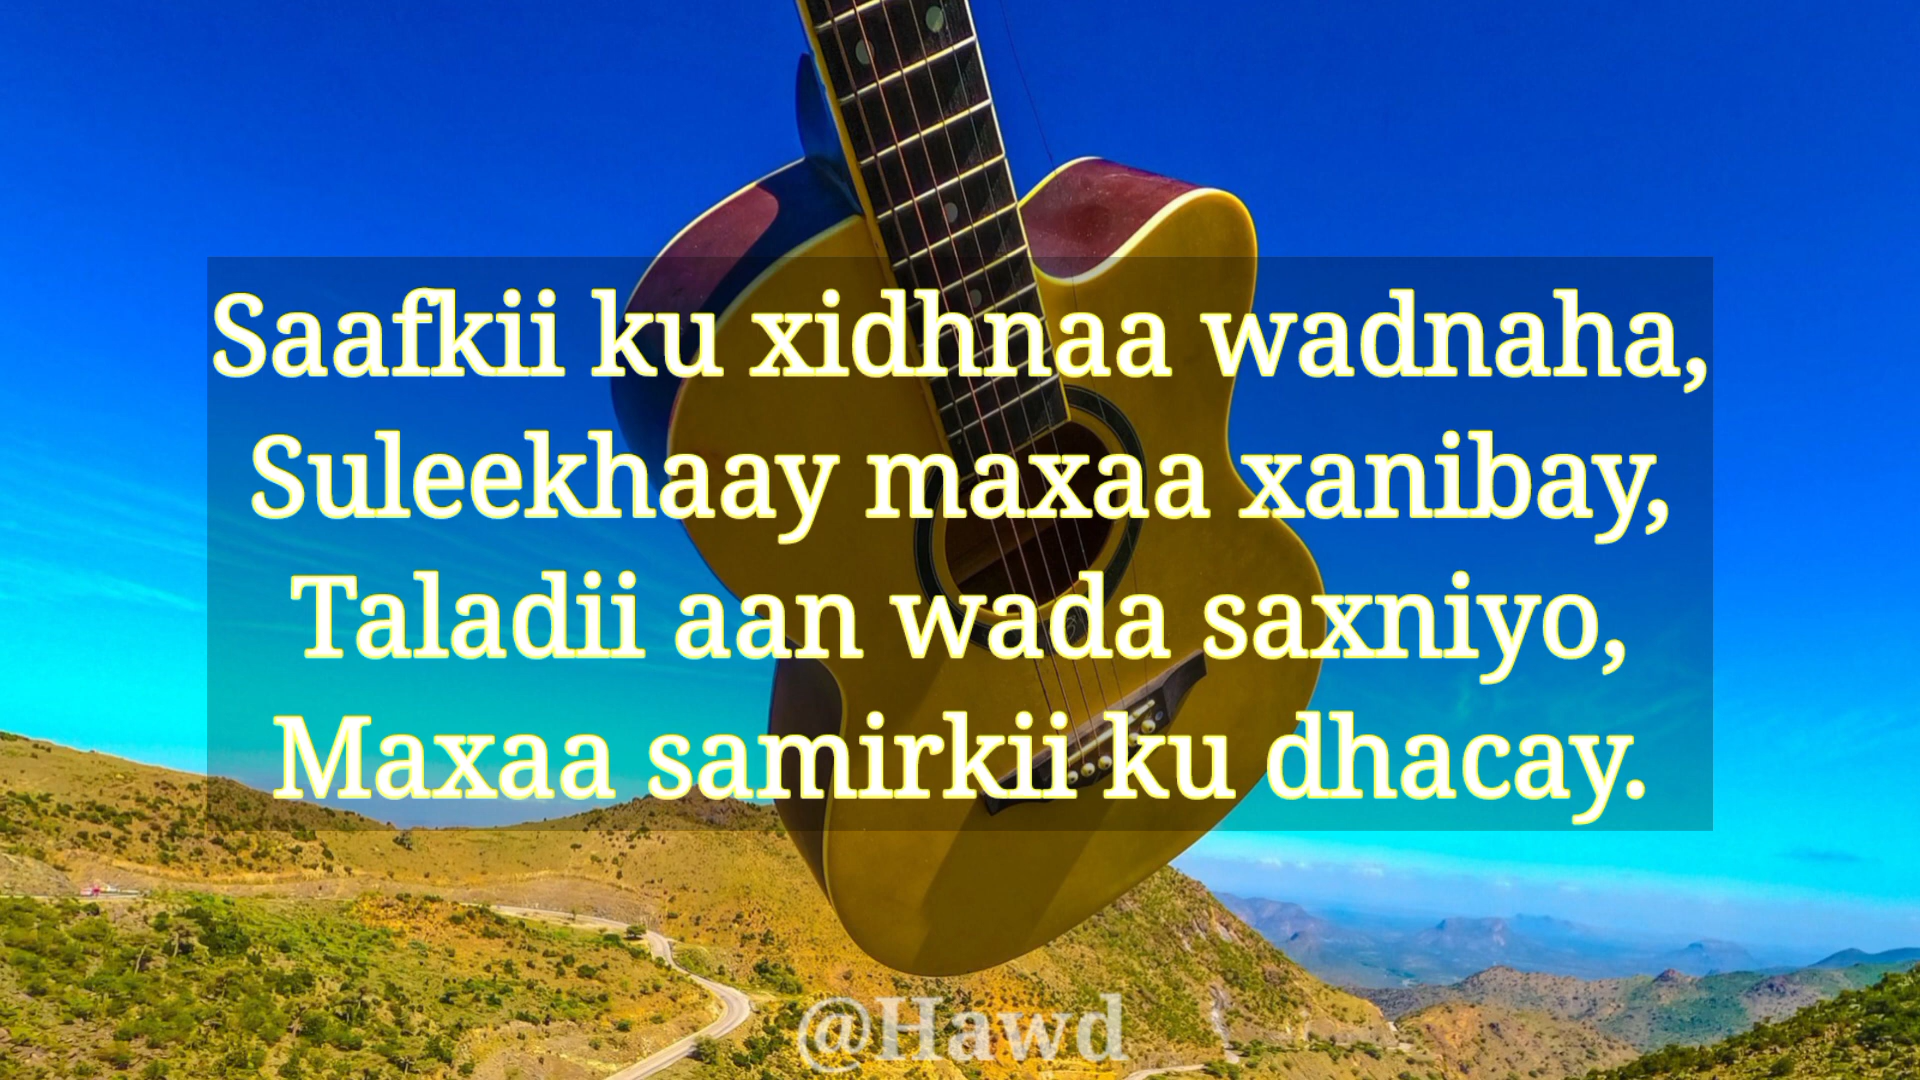 Saafkii ku xidhnaa wadnaha,
Suleekhaay maxaa xanibay,
Taladii aan wada saxniyo,
Maxaa samirkii ku dhacay.
@Hawd